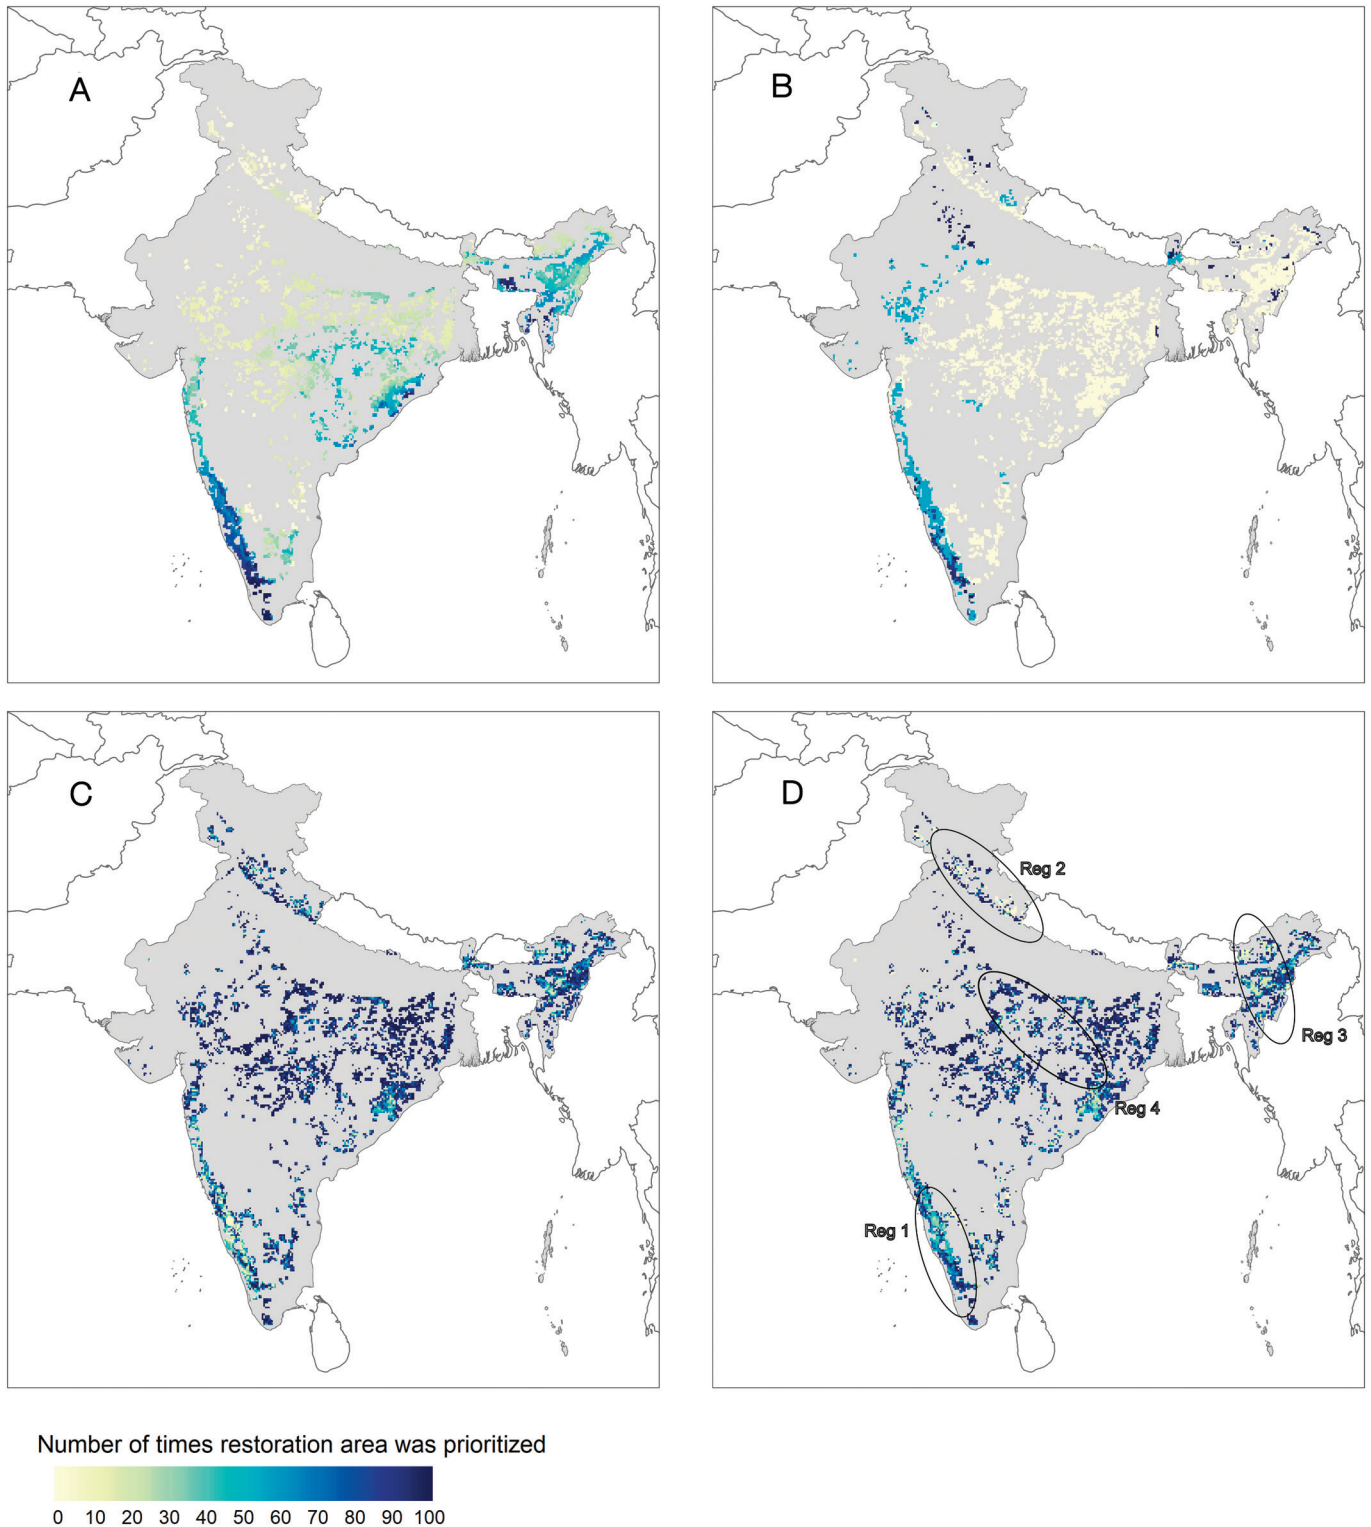 A
B
C
D
Reg 2
Reg 3
Reg 4
Reg 1
Number of times restoration area was prioritized
0 10 20 30 40 50 60 70 80 90 100